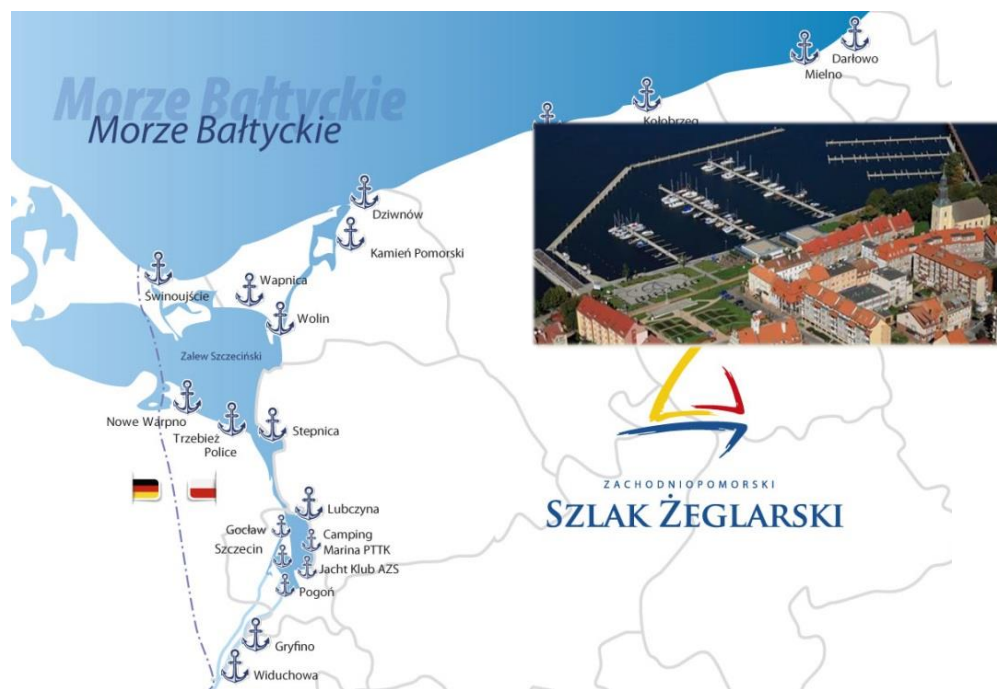 Morze Bałtyckie
Morze Bałtyckie
Darłowo
Mielno
Kołobrzeg
Dziwnów
Kamień Pomorski
Świnoujście
Wapnica
Wolin
Zalew Szczeciński
Nowe Warpno
Trzebież
Police
Stepnica
Lubczyna
Gocław
Szczecin
Camping
Marina PTTK
Jacht Klub AZS
Pogoń
Gryfino
Widuchowa
ZACHODNIOPOMORSKI
SZLAK ŻEGLARSKI